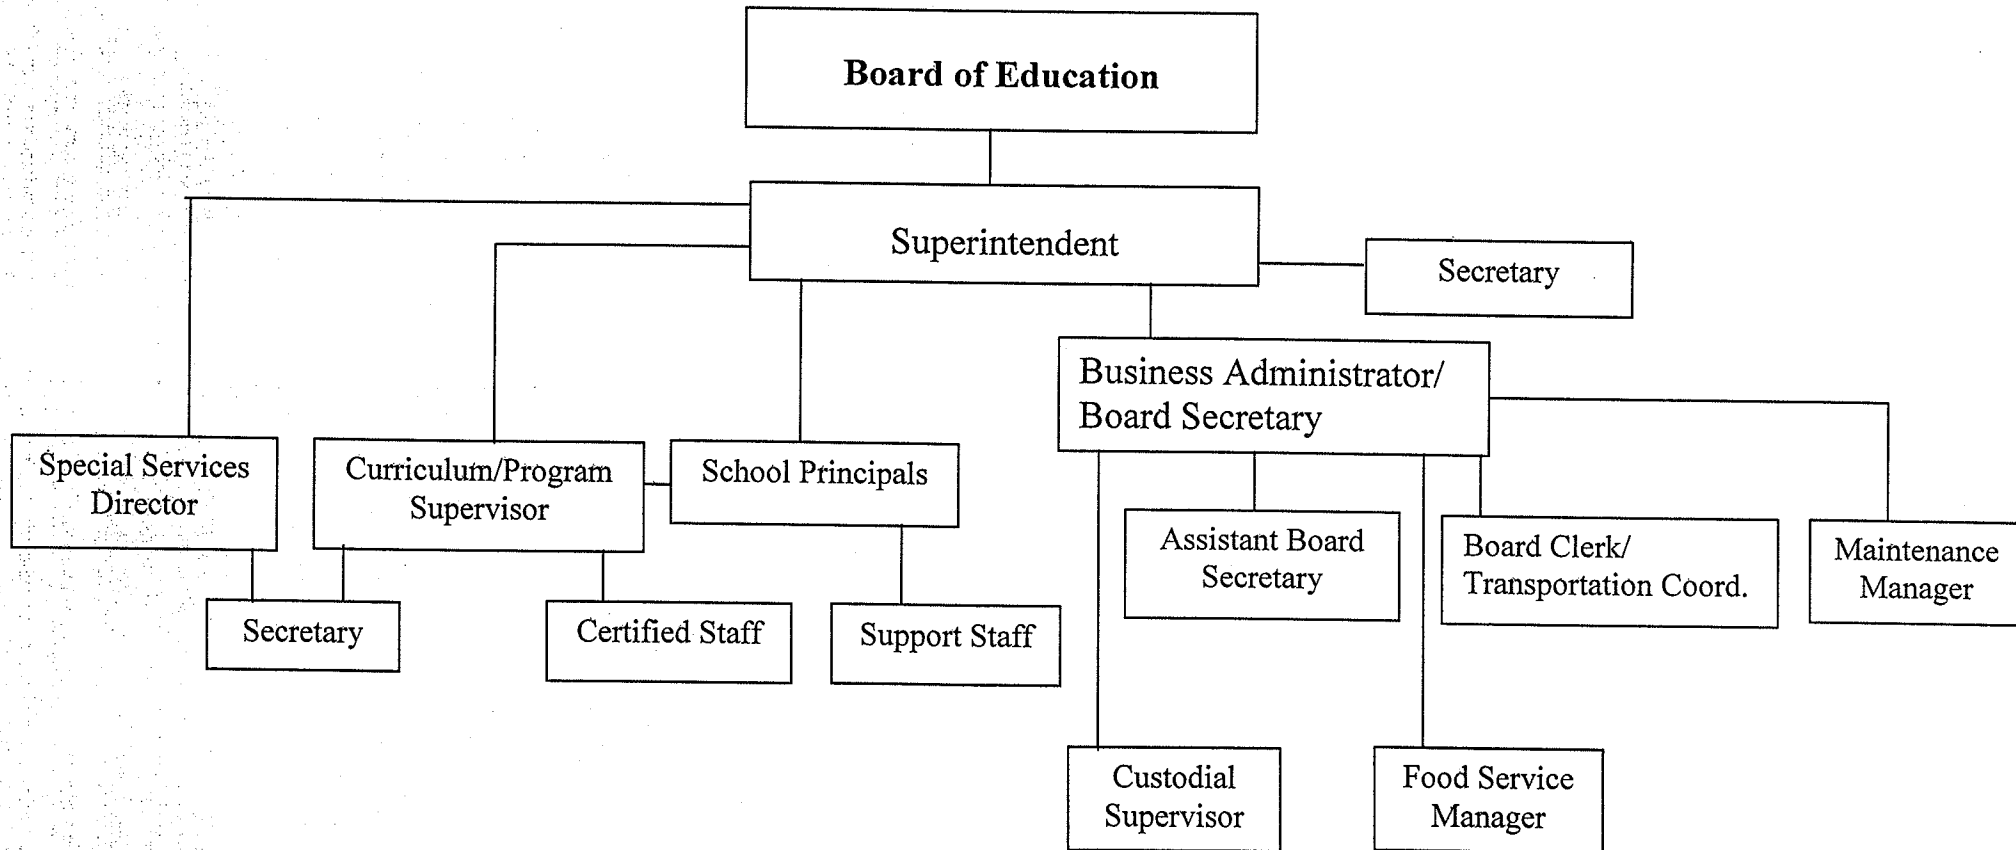 Board of Education
Superintendent
Secretary
Business Administrator/
Board Secretary
Special Services
Director
Curriculum/Program
Supervisor
School Principals
Assistant Board
Secretary
Board Clerk/
Transportation Coord.
Maintenance
Manager
Secretary
Certified Staff
Support Staff
Custodial
Supervisor
Food Service
Manager